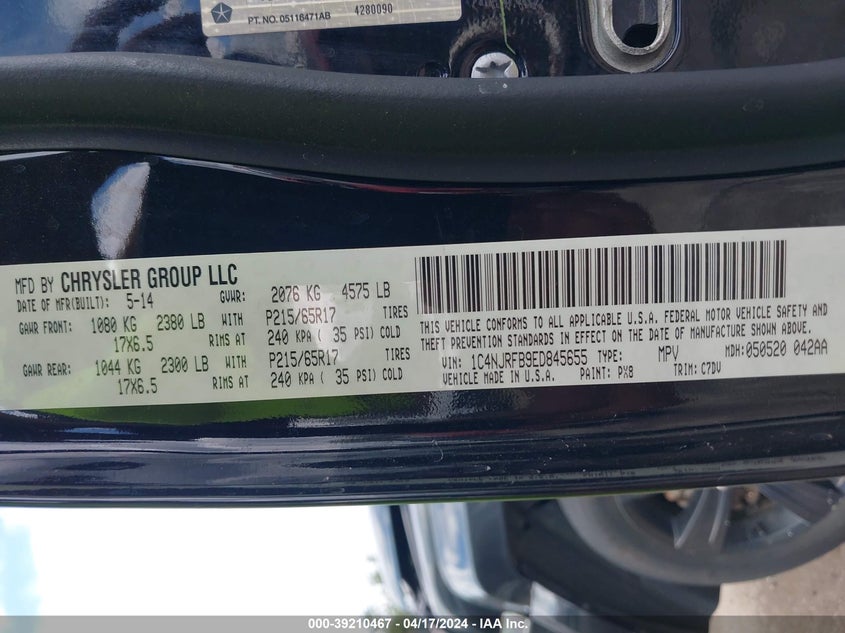 PT. NO. 05116471AB 4280090
MFD BY CHRYSLER GROUP LLC
DATE OF MFR(BUILT): 5-14 GVWR: 2076 KG 4575 LB
GAWR FRONT: 1080 KG 2380 LB WITH P215/65R17 TIRES
17X6.5 RIMS AT 240 KPA ( 35 PSI) COLD
GAWR REAR: 1044 KG 2300 LB WITH P215/65R17 TIRES
17X6.5 RIMS AT 240 KPA ( 35 PSI) COLD
THIS VEHICLE CONFORMS TO ALL APPLICABLE U.S.A. FEDERAL MOTOR VEHICLE SAFETY AND
THEFT PREVENTION STANDARDS IN EFFECT ON THE DATE OF MANUFACTURE SHOWN ABOVE.
VIN: 1C4NJRFB9ED845655 TYPE: MPV MDH:050520 042AA
VEHICLE MADE IN U.S.A. PAINT: PX8 TRIM: C7DV
000-39210467 - 04/17/2024 - IAA Inc.